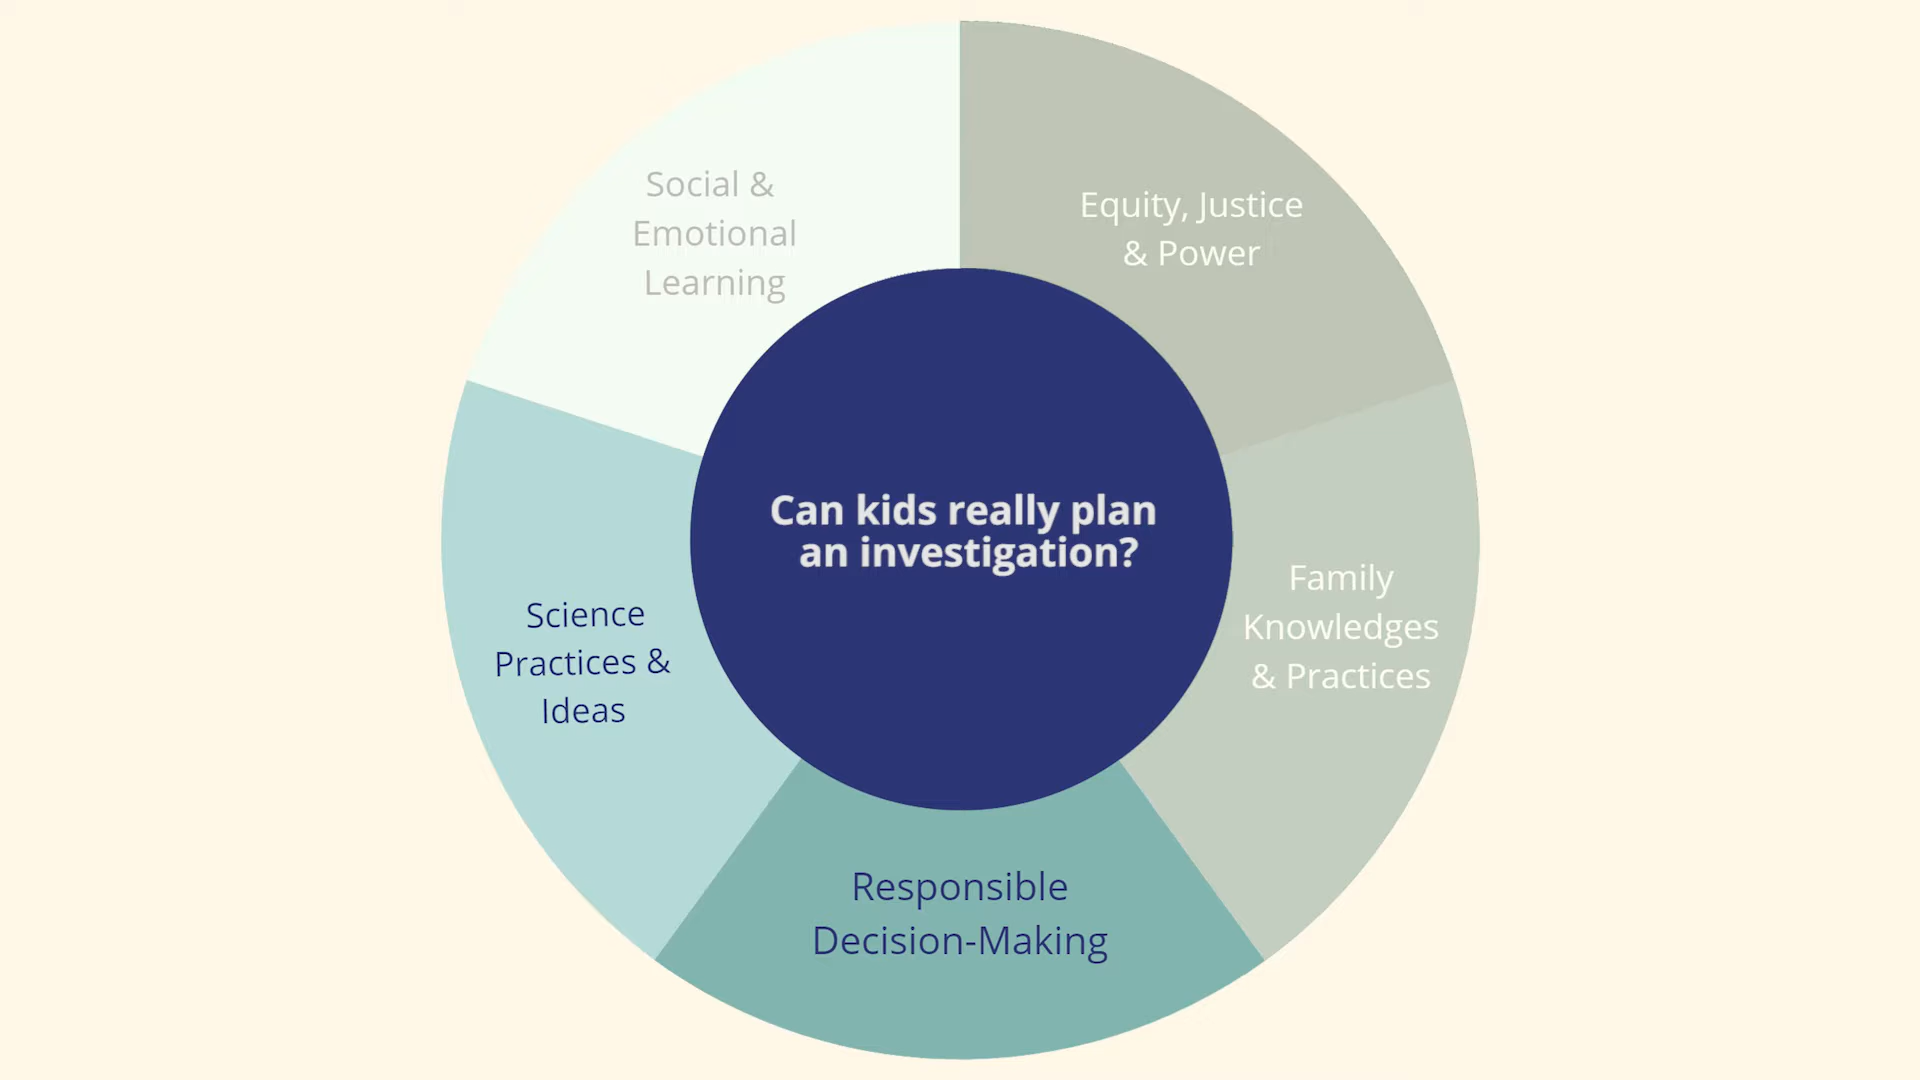 Social &
Emotional
Learning
Equity, Justice
& Power
Can kids really plan
an investigation?
Family
Knowledges
& Practices
Science
Practices &
Ideas
Responsible
Decision-Making